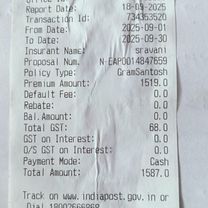 Report Date: 18-09-2025
Transaction Id: 734353520
From Date: 2025-09-01
To Date: 2025-09-30
Insurant Name: sravani
Proposal Num. N-EAPO014847659
Policy Type: GramSantosh
Premium Amount: 1519.0
Default Fee: 0.0
Rebate: 0.0
Bal.Amount: 0.0
Total GST: 68.0
GST on Interest: 0.0
O/S GST on Interest: 0.0
Payment Mode: Cash
Total Amount: 1587.0
Track on www.indiapost.gov.in or
Dial 18002666868